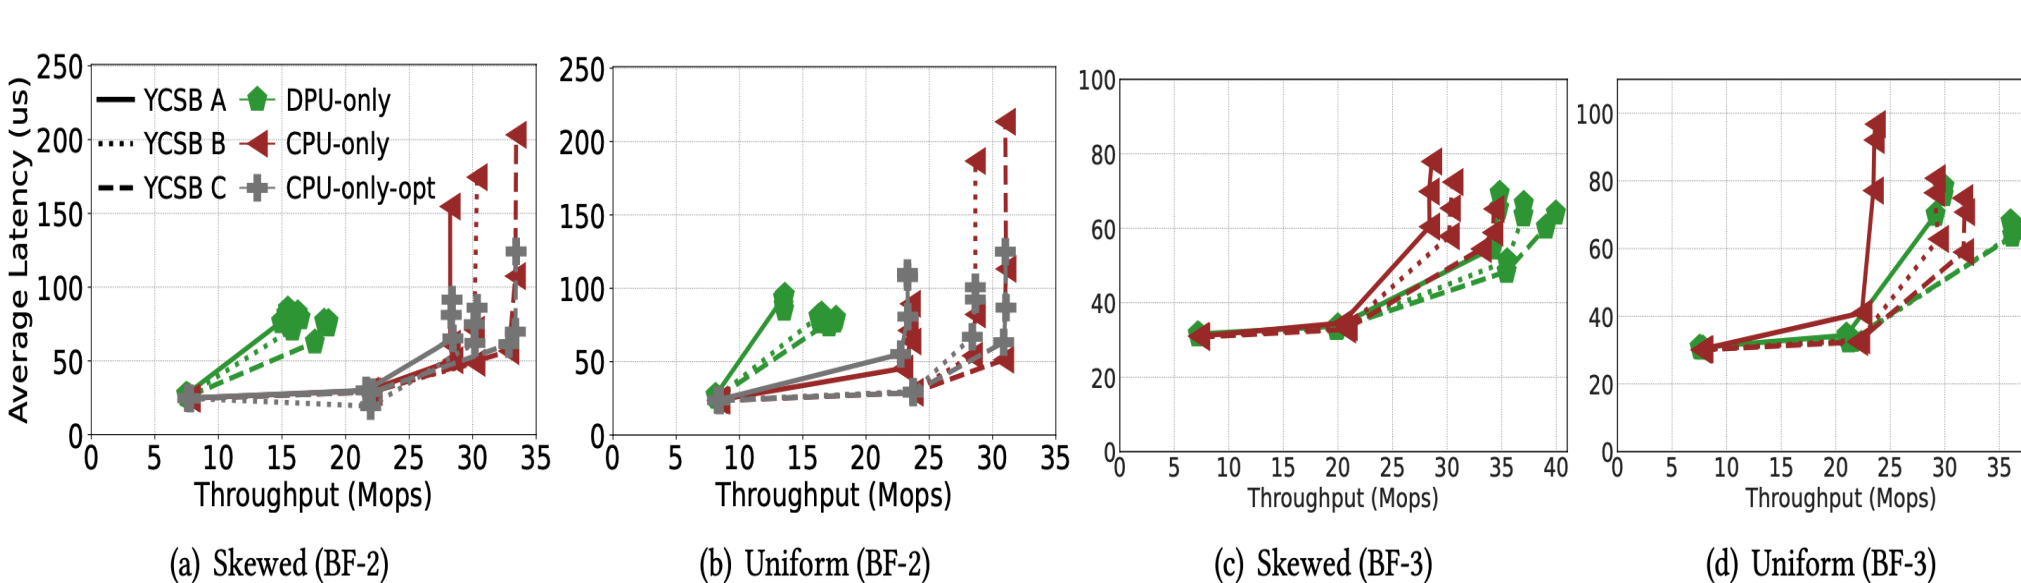 Average Latency (us)
250
200
150
100
50
0
0 5 10 15 20 25 30 35
YCSB A DPU-only
YCSB B CPU-only
YCSB C CPU-only-opt
Throughput (Mops)
(a) Skewed (BF-2)
250
200
150
100
50
0
0 5 10 15 20 25 30 35
Throughput (Mops)
(b) Uniform (BF-2)
100
80
60
40
20
0
0 5 10 15 20 25 30 35 40
Throughput (Mops)
(c) Skewed (BF-3)
100
80
60
40
20
0
0 5 10 15 20 25 30 35
Throughput (Mops)
(d) Uniform (BF-3)